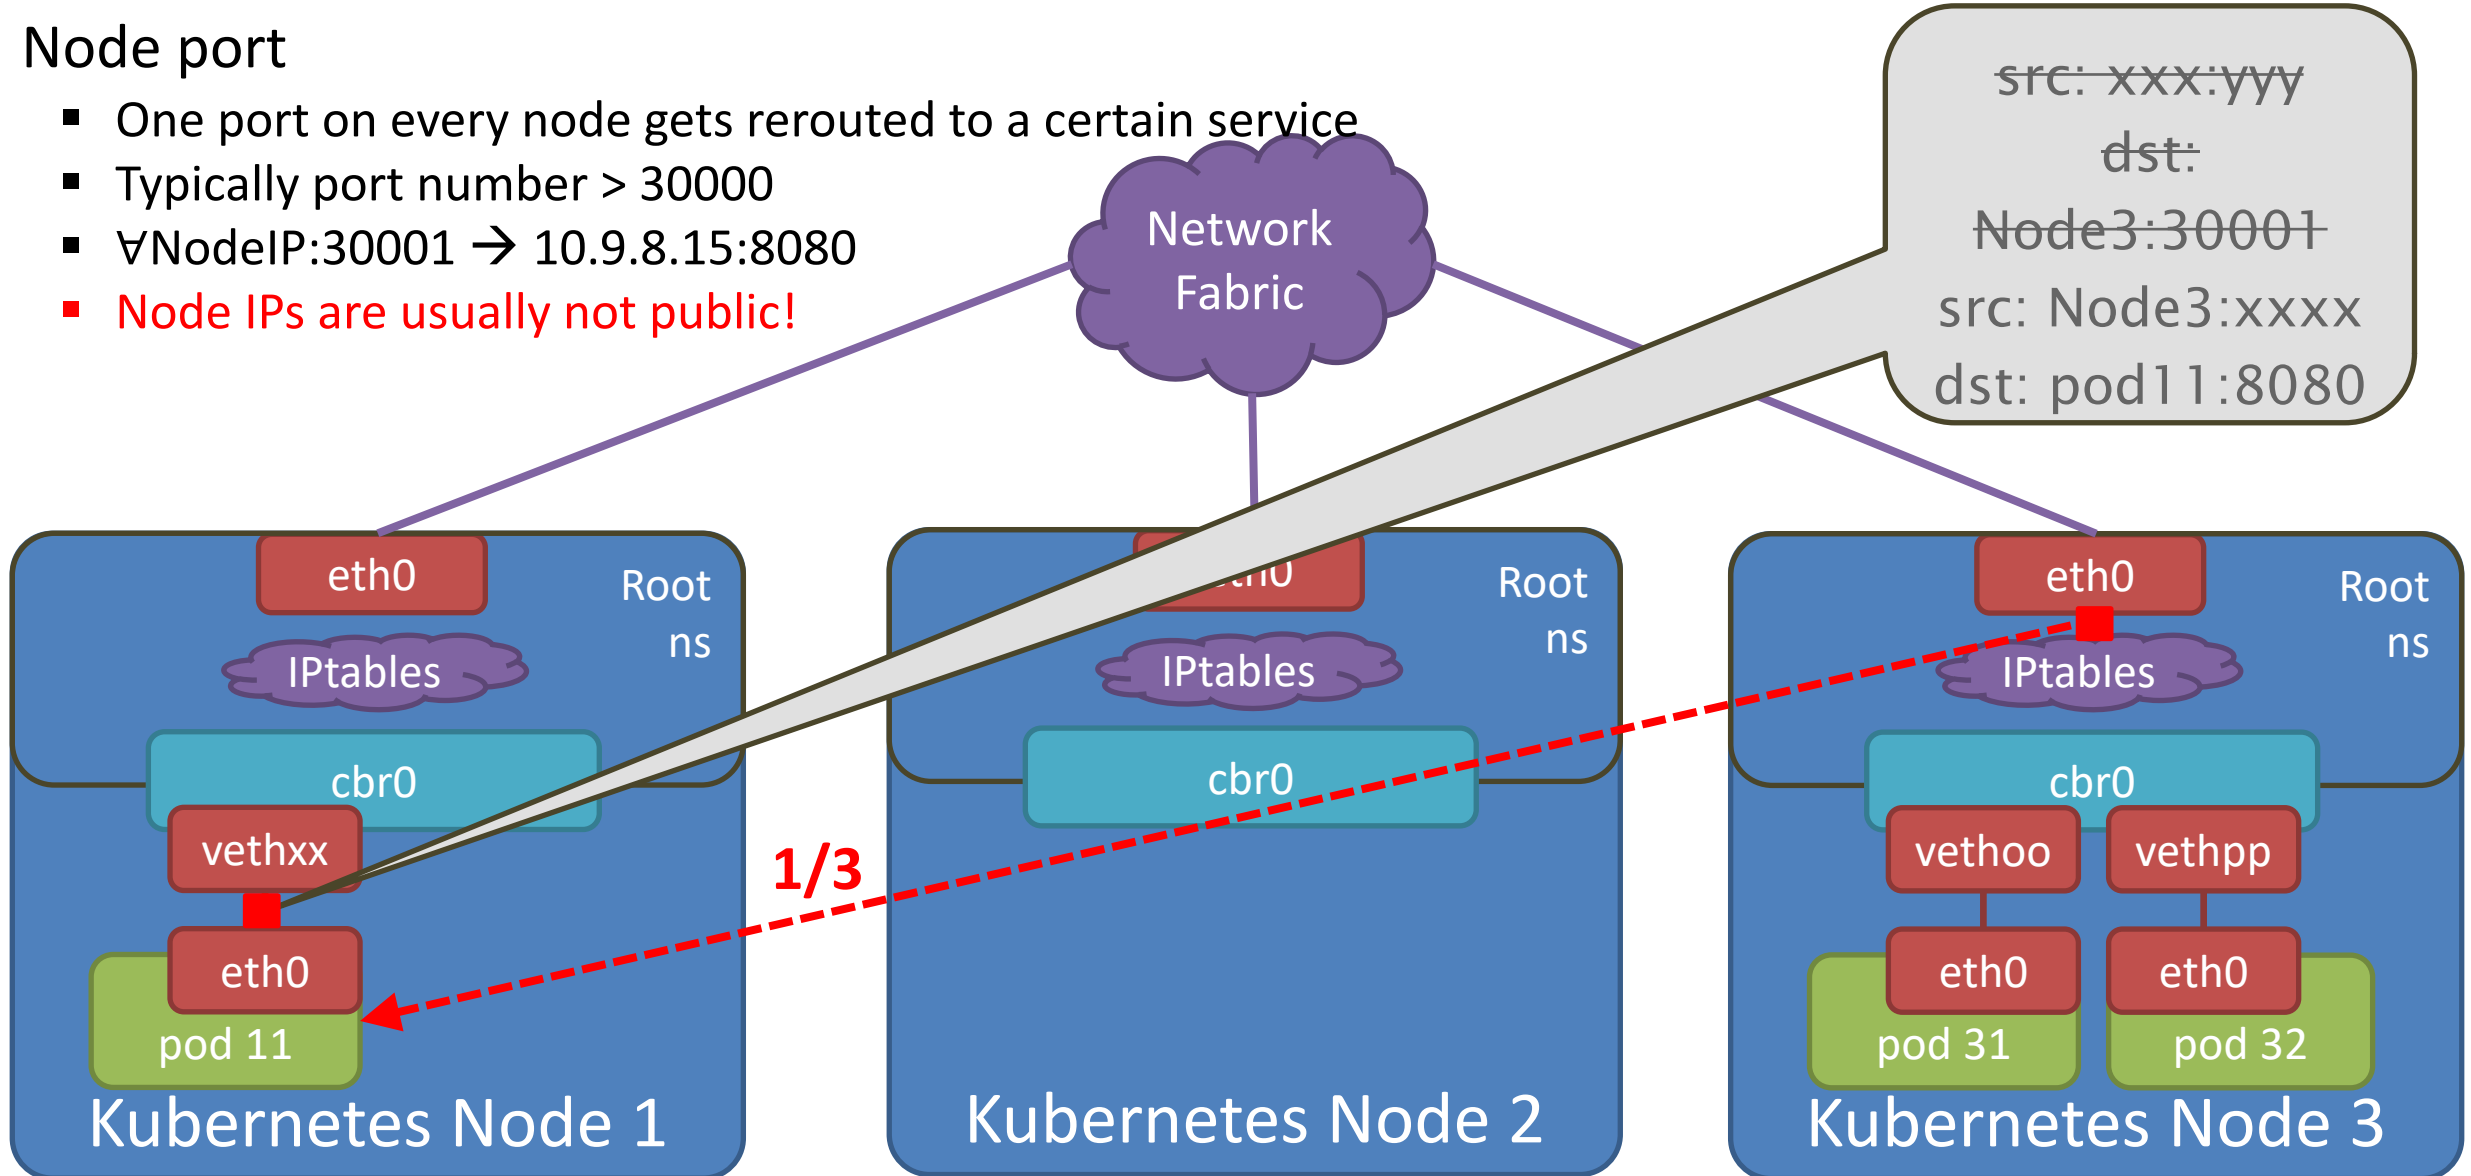 Node port
▪ One port on every node gets rerouted to a certain service
▪ Typically port number > 30000
▪ ∀NodeIP:30001 → 10.9.8.15:8080
▪ Node IPs are usually not public!
Network
Fabric
src: xxx:yyy
dst:
Node3:30001
src: Node3:xxxx
dst: pod11:8080
eth0
Root
ns
IPtables
cbr0
vethxx
eth0
pod 11
Kubernetes Node 1
1/3
Root
ns
IPtables
cbr0
Kubernetes Node 2
eth0
Root
ns
IPtables
cbr0
vethoo
vethpp
eth0
eth0
pod 31
pod 32
Kubernetes Node 3